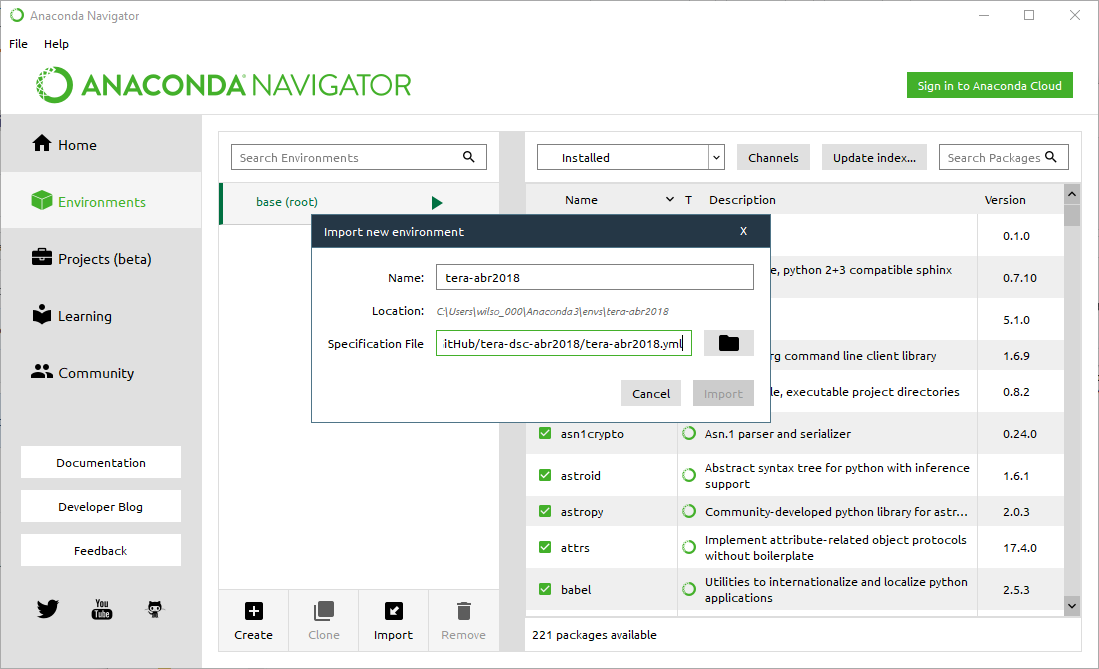 Anaconda Navigator
File Help
ANACONDA NAVIGATOR
Sign in to Anaconda Cloud
Home
Environments
Projects (beta)
Learning
Community
Documentation
Developer Blog
Feedback
You
Tube
Search Environments
base (root)
Create
Clone
Import
Remove
Installed
Channels
Update index...
Search Packages
Name T Description Version
0.1.0
e, python 2+3 compatible sphinx
0.7.10
5.1.0
rg command line client library 1.6.9
le, executable project directories 0.8.2
asn1crypto Asn.1 parser and serializer 0.24.0
astroid Abstract syntax tree for python with inference
support 1.6.1
astropy Community-developed python library for astr... 2.0.3
attrs Implement attribute-related object protocols
without boilerplate 17.4.0
babel Utilities to internationalize and localize python
applications 2.5.3
221 packages available
Import new environment X
Name: tera-abr2018
Location: C:\Users\wilso_000\Anaconda3\envs\tera-abr2018
Specification File itHub/tera-dsc-abr2018/tera-abr2018.yml
Cancel Import